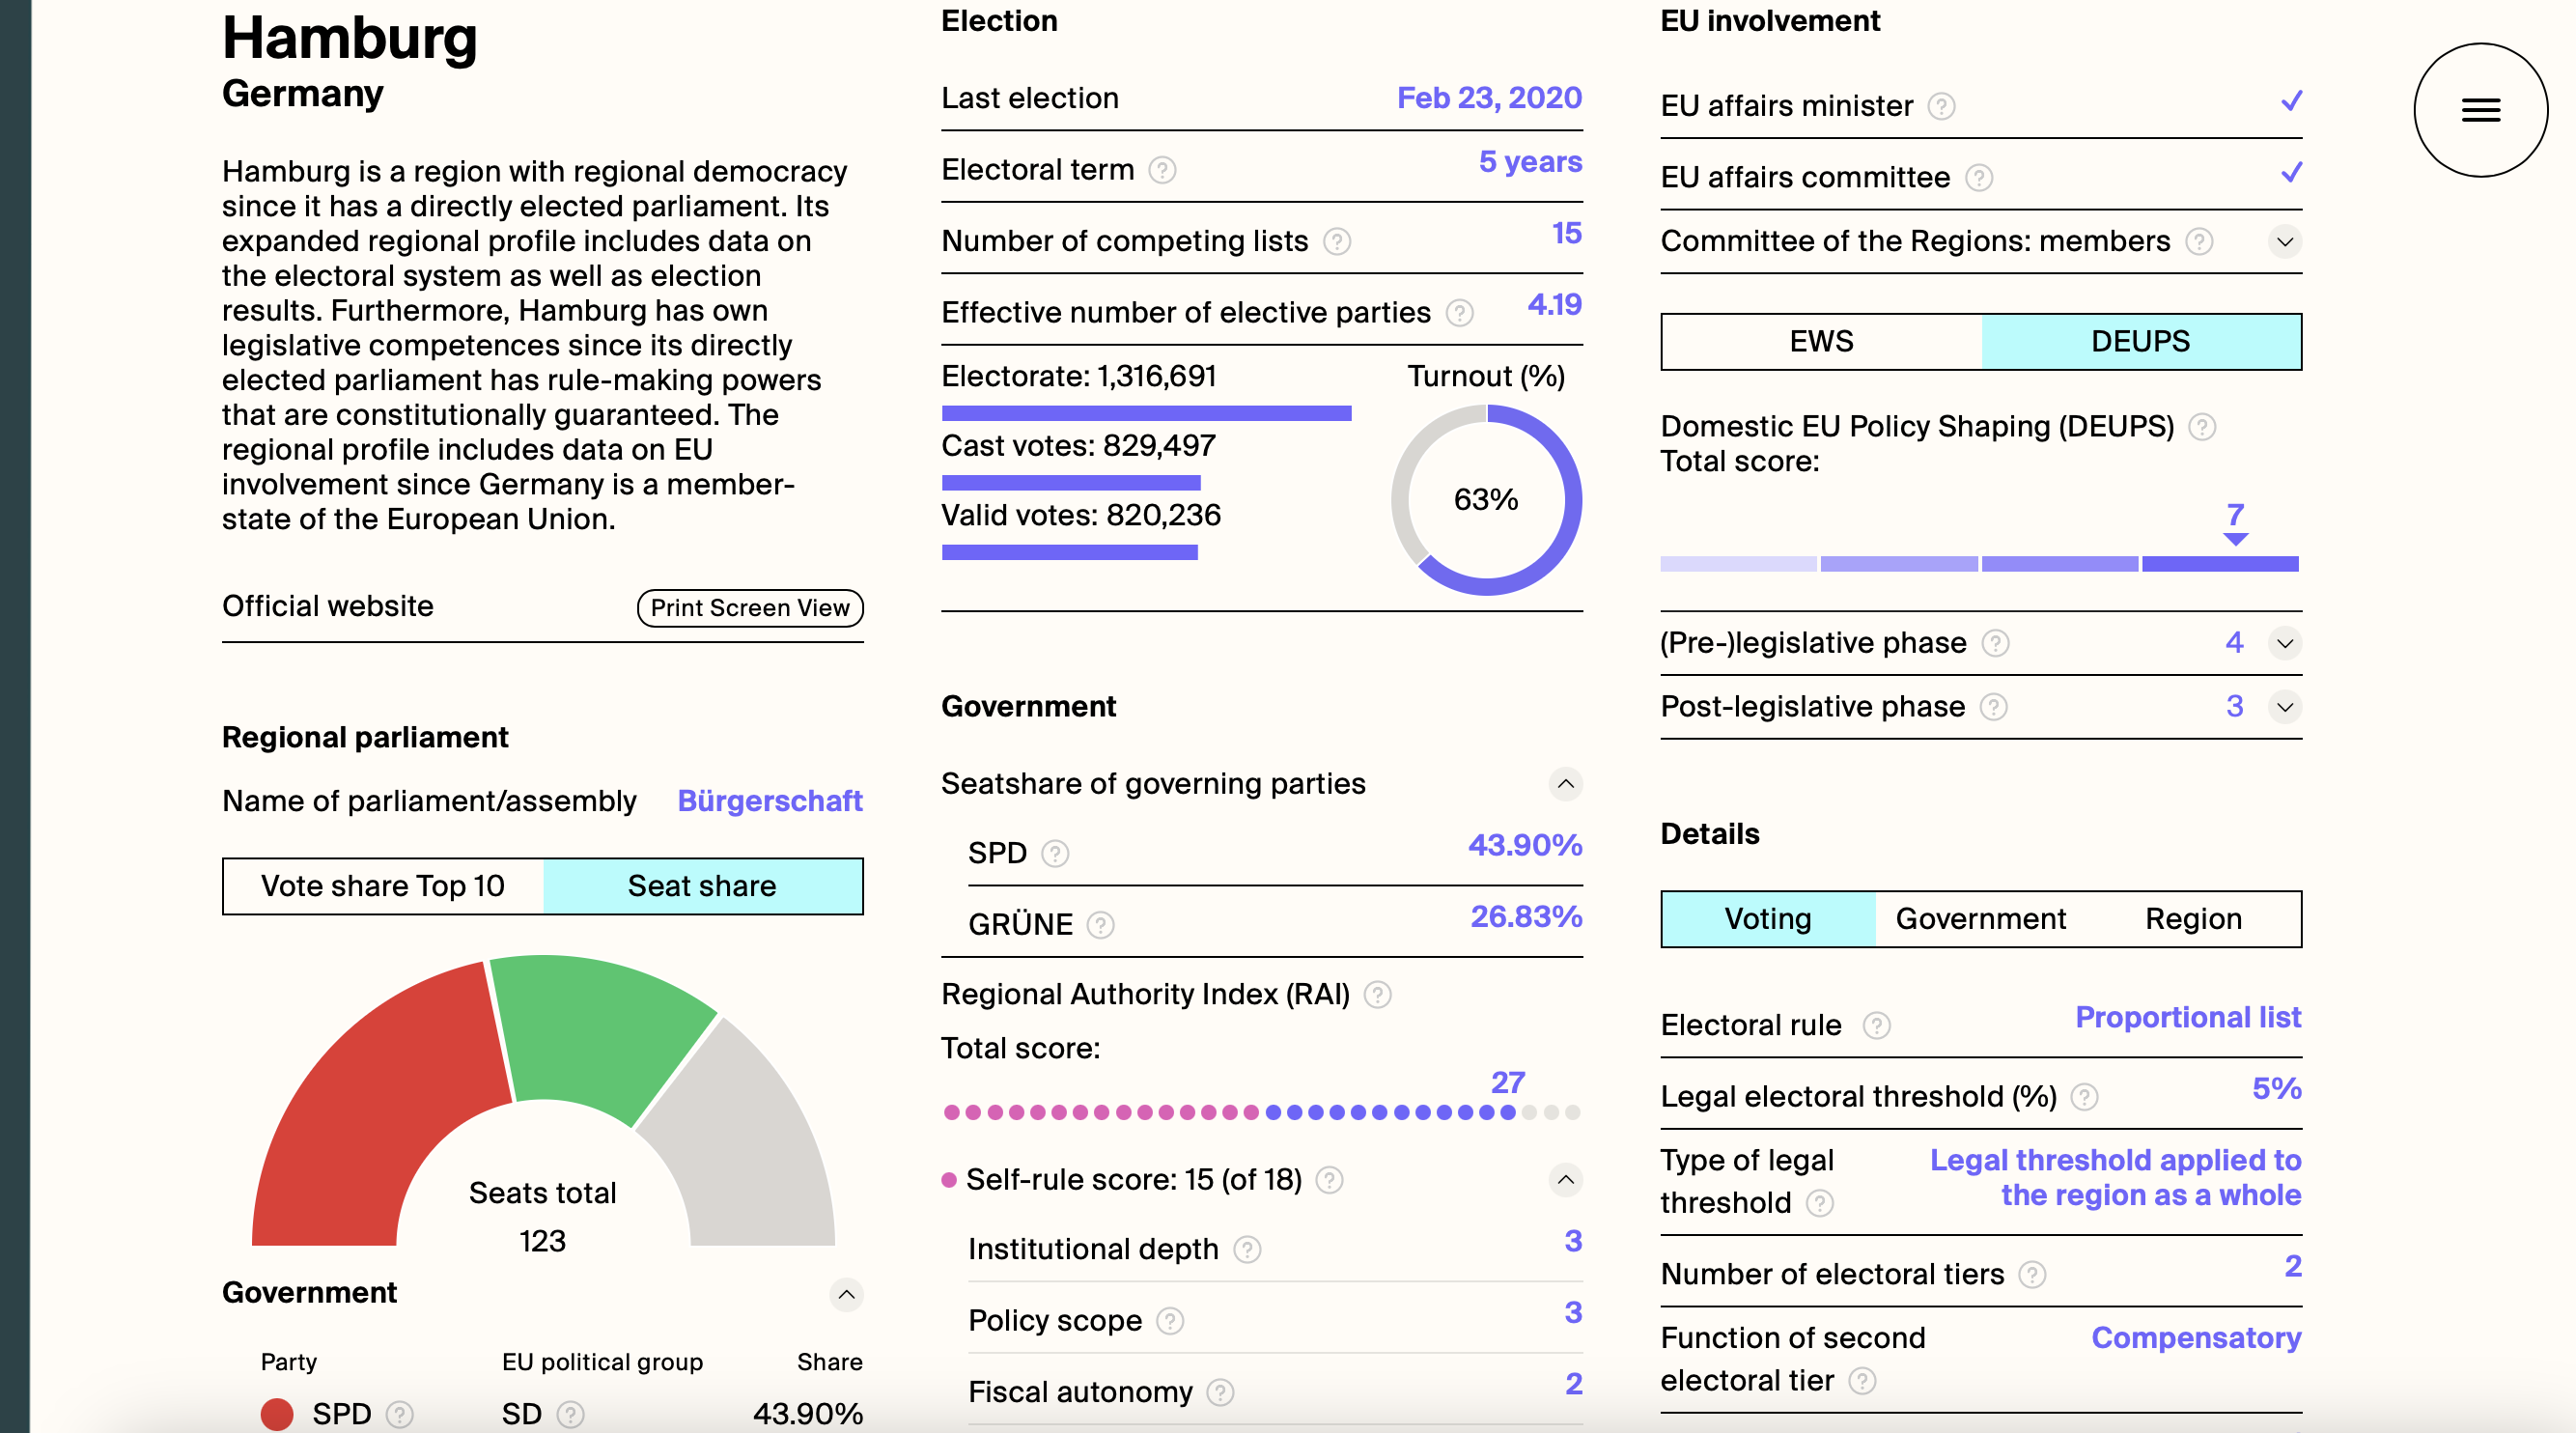 Hamburg
Germany
Hamburg is a region with regional democracy
since it has a directly elected parliament. Its
expanded regional profile includes data on
the electoral system as well as election
results. Furthermore, Hamburg has own
legislative competences since its directly
elected parliament has rule-making powers
that are constitutionally guaranteed. The
regional profile includes data on EU
involvement since Germany is a member-
state of the European Union.
Official website
Print Screen View
Regional parliament
Name of parliament/assembly Bürgerschaft
Vote share Top 10 Seat share
Seats total
123
Government
Party EU political group Share
SPD ? SD ? 43.90%
Election
Last election Feb 23, 2020
Electoral term ? 5 years
Number of competing lists ? 15
Effective number of elective parties ? 4.19
Electorate: 1,316,691
Cast votes: 829,497
Valid votes: 820,236
Turnout (%)
63%
Government
Seatshare of governing parties
SPD ? 43.90%
GRÜNE ? 26.83%
Regional Authority Index (RAI) ?
Total score:
27
Self-rule score: 15 (of 18) ?
Institutional depth ? 3
Policy scope ? 3
Fiscal autonomy ? 2
EU involvement
EU affairs minister ? ✓
EU affairs committee ? ✓
Committee of the Regions: members ?
EWS DEUPS
Domestic EU Policy Shaping (DEUPS) ?
Total score:
7
(Pre-)legislative phase ? 4
Post-legislative phase ? 3
Details
Voting Government Region
Electoral rule ? Proportional list
Legal electoral threshold (%) ? 5%
Type of legal
threshold ?
Legal threshold applied to
the region as a whole
Number of electoral tiers ? 2
Function of second
electoral tier ?
Compensatory